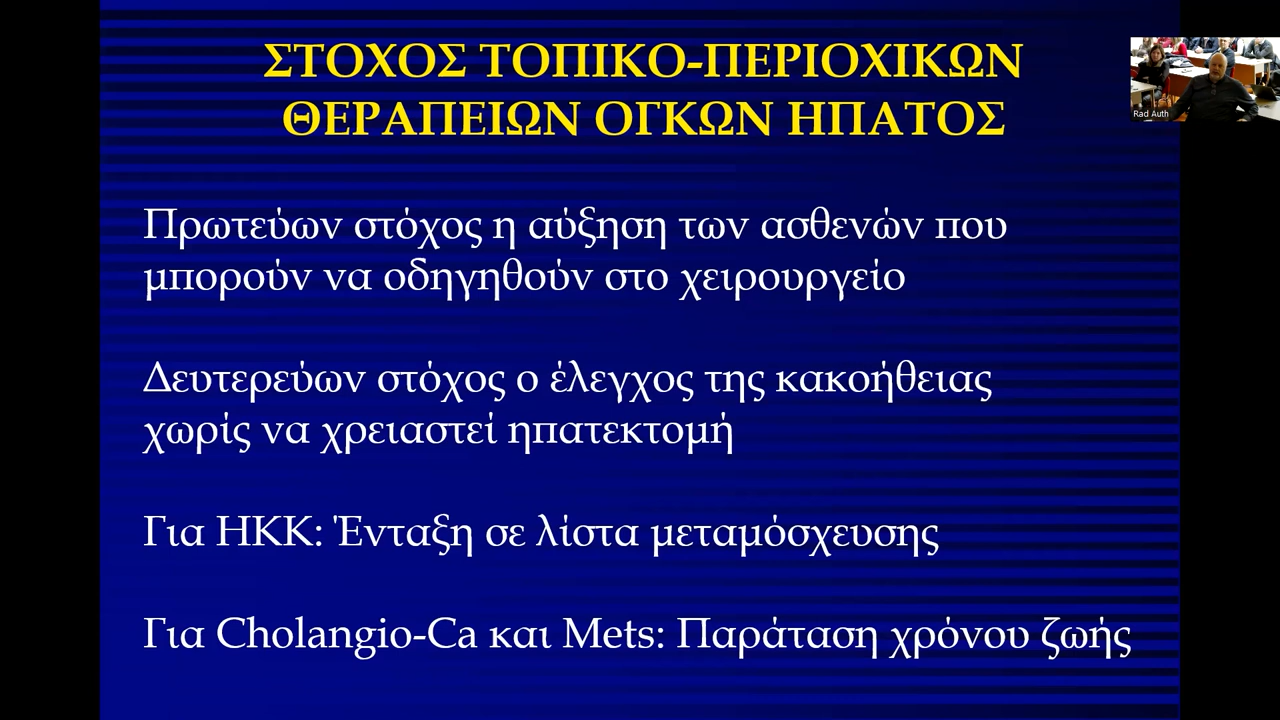 ΣΤΟΧΟΣ ΤΟΠΙΚΟ-ΠΕΡΙΟΧΙΚΩΝ
ΘΕΡΑΠΕΙΩΝ ΟΓΚΩΝ ΗΠΑΤΟΣ
Πρωτεύων στόχος η αύξηση των ασθενών που
μπορούν να οδηγηθούν στο χειρουργείο
Δευτερεύων στόχος ο έλεγχος της κακοήθειας
χωρίς να χρειαστεί ηπατεκτομή
Για ΗΚΚ: Ένταξη σε λίστα μεταμόσχευσης
Για Cholangio-Ca και Mets: Παράταση χρόνου ζωής
Rad Auth